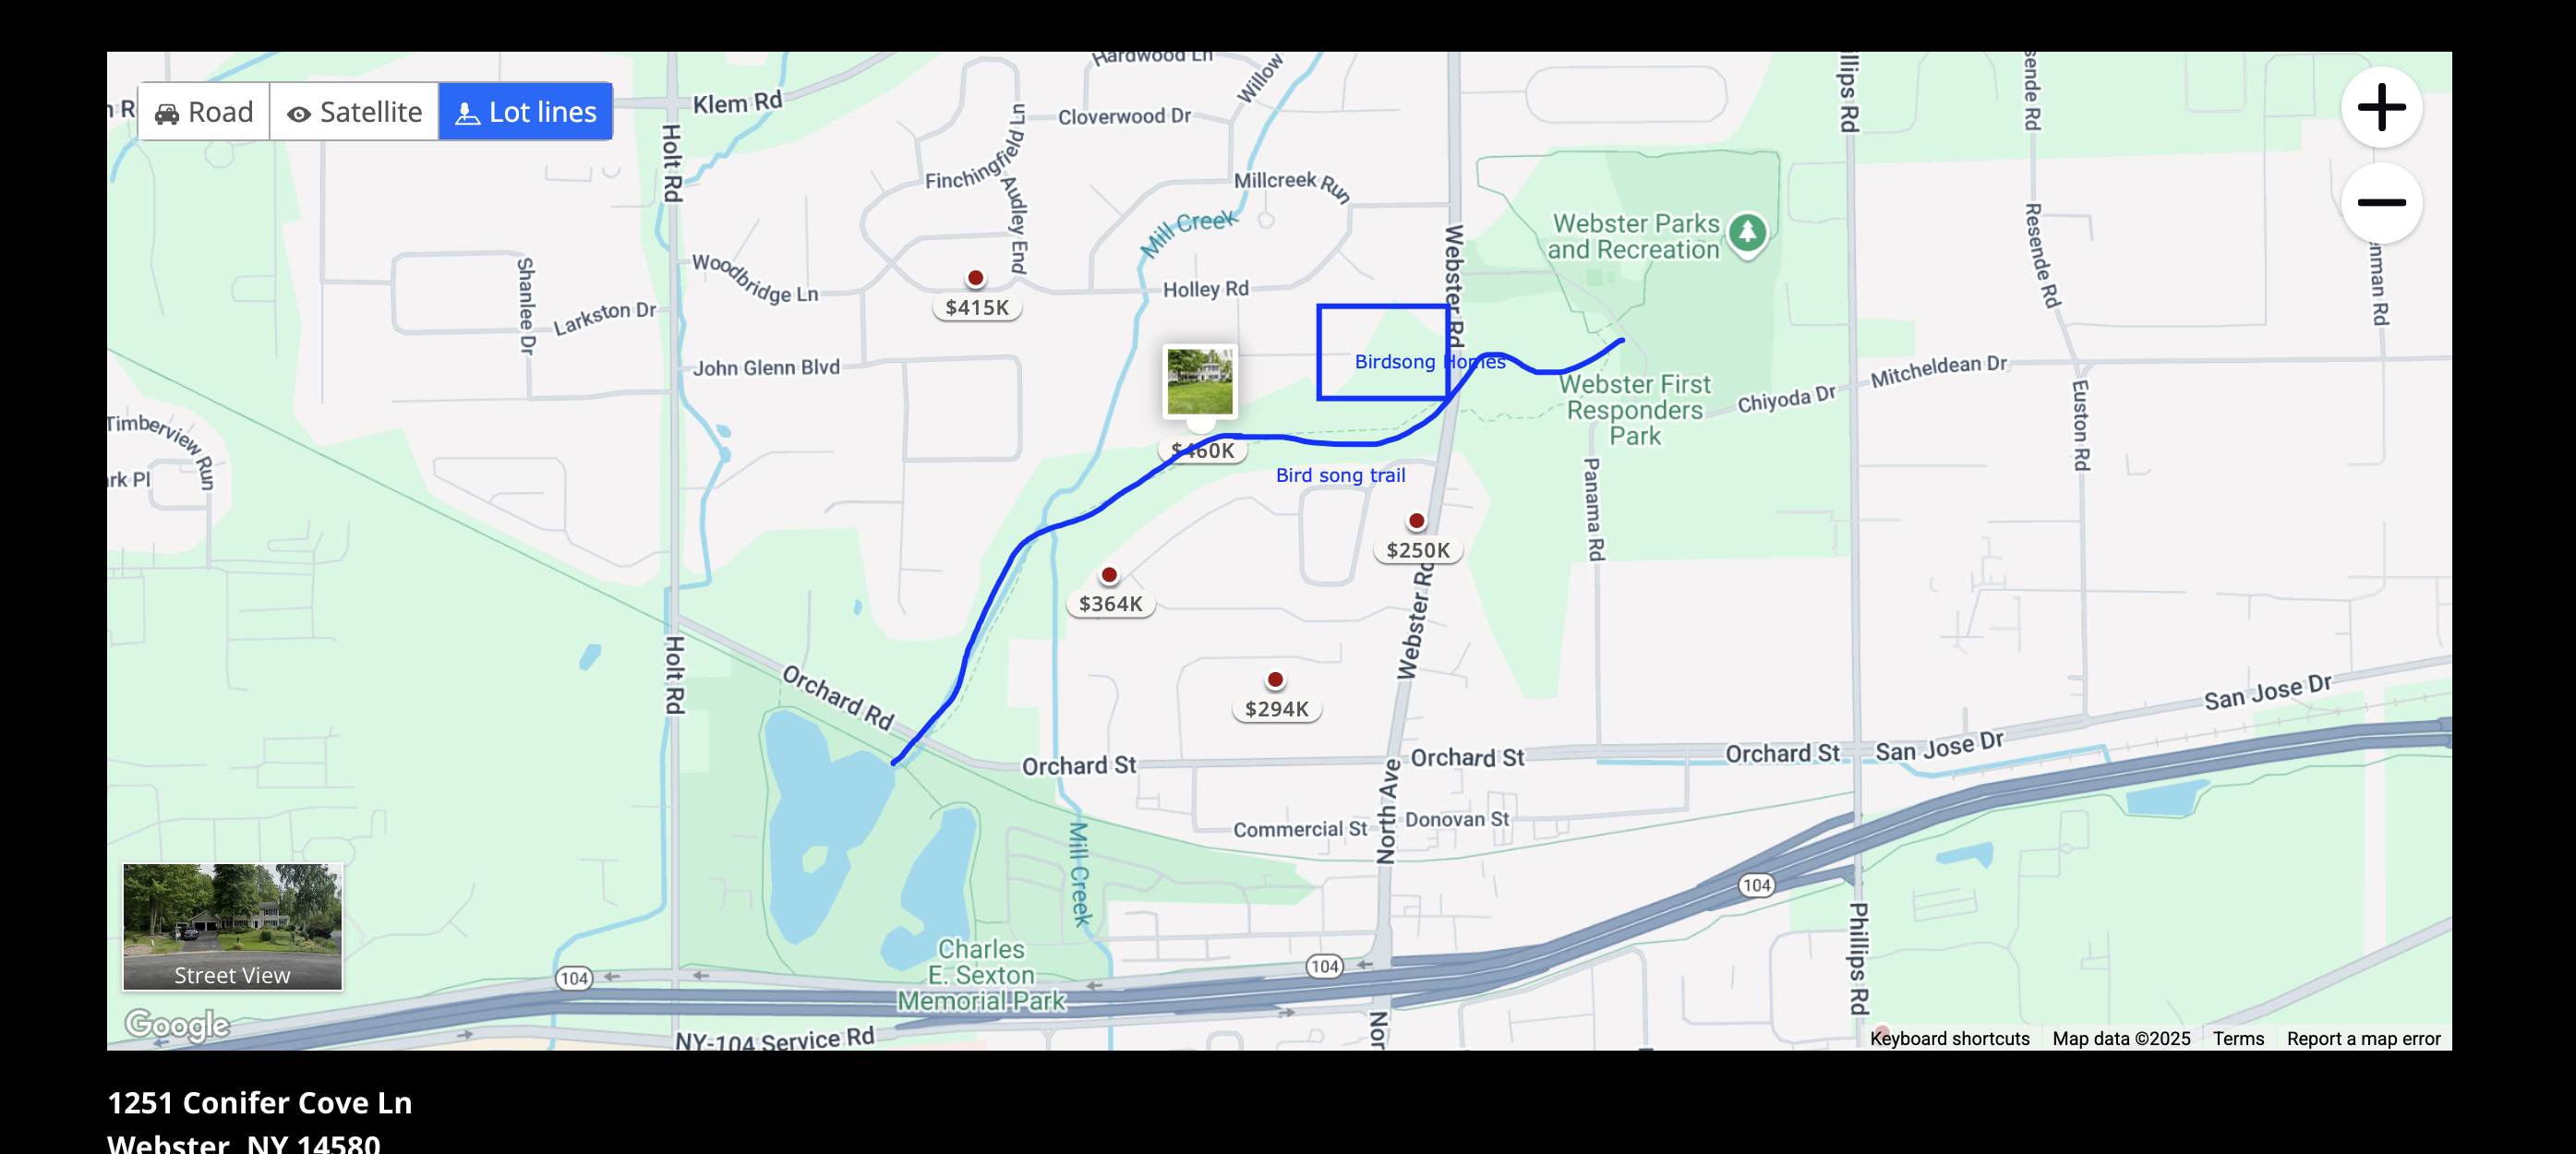 Road
Satellite
Lot lines
Klem Rd
Holt Rd
Hardwood Ln
Willow
Cloverwood Dr
Finchingfield Ln
Audley End
Millcreek Run
Mill Creek
Webster Rd
Webster Parks
and Recreation
Phillips Rd
Resende Rd
Resende Rd
Woodbridge Ln
Holley Rd
$415K
Shanlee Dr
Larkston Dr
John Glenn Blvd
Birdsong Homes
Webster First
Responders
Park
Chiyoda Dr
Mitcheldean Dr
Euston Rd
Timberview Run
$460K
Bird song trail
Panama Rd
$250K
$364K
Webster Rd
Holt Rd
Orchard Rd
$294K
San Jose Dr
Orchard St
Orchard St
Orchard St
San Jose Dr
North Ave
Commercial St
Donovan St
Mill Creek
104
Phillips Rd
Charles
E. Sexton
Memorial Park
104
104
Street View
Google
NY-104 Service Rd
Nor
Keyboard shortcuts
Map data ©2025
Terms
Report a map error
1251 Conifer Cove Ln
Webster, NY 14580